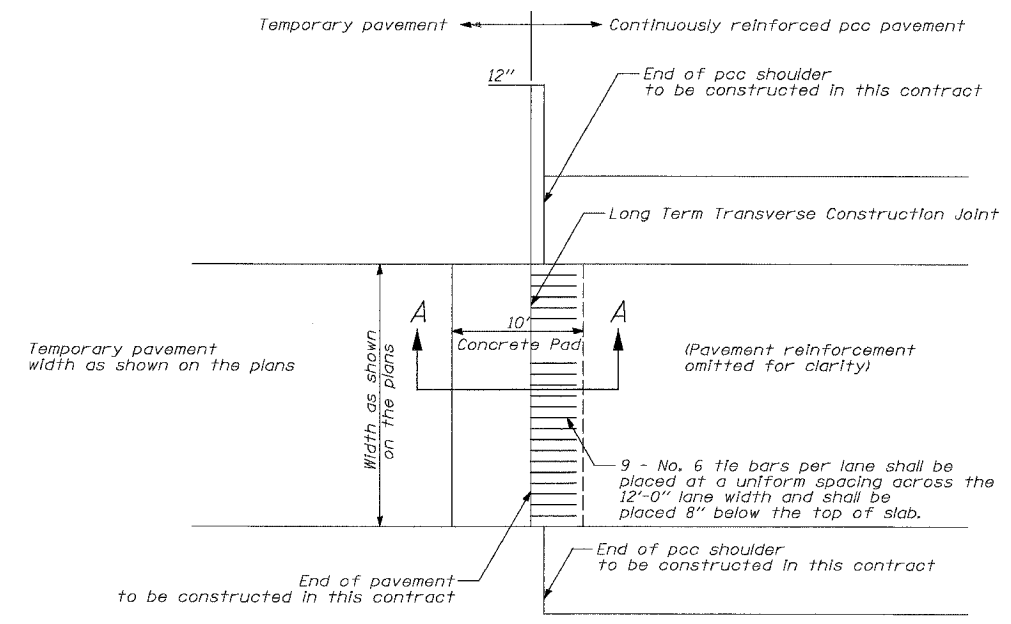 Temporary pavement
Continuously reinforced pcc pavement
12"
End of pcc shoulder
to be constructed in this contract
Long Term Transverse Construction Joint
A
A
10'
Concrete Pad
Width as shown
on the plans
Temporary pavement
width as shown on the plans
(Pavement reinforcement
omitted for clarity)
9 - No. 6 tie bars per lane shall be
placed at a uniform spacing across the
12'-0" lane width and shall be
placed 8" below the top of slab.
End of pcc shoulder
to be constructed in this contract
End of pavement
to be constructed in this contract